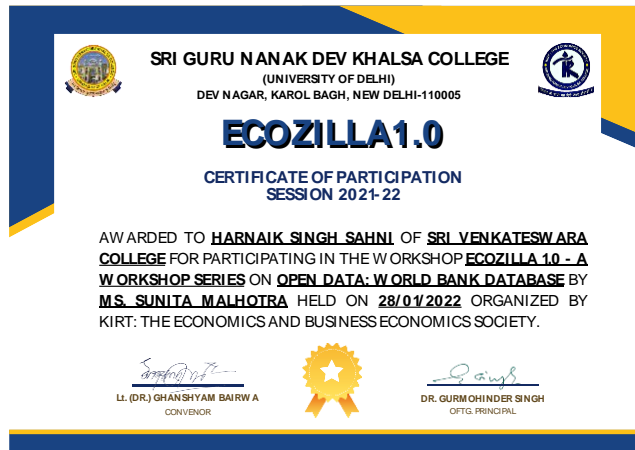 SRI GURU NANAK DEV KHALSA COLLEGE
(UNIVERSITY OF DELHI)
DEV NAGAR, KAROL BAGH, NEW DELHI-110005
ECOZILLA1.0
CERTIFICATE OF PARTICIPATION
SESSION 2021-22
AWARDED TO HARNAIK SINGH SAHNI OF SRI VENKATESWARA
COLLEGE FOR PARTICIPATING IN THE WORKSHOP ECOZILLA 1.0 - A
WORKSHOP SERIES ON OPEN DATA: WORLD BANK DATABASE BY
MS. SUNITA MALHOTRA HELD ON 28/01/2022 ORGANIZED BY
KIRT: THE ECONOMICS AND BUSINESS ECONOMICS SOCIETY.
Lt. (DR.) GHANSHYAM BAIRWA
CONVENOR
DR. GURMOHINDER SINGH
OFTG. PRINCIPAL